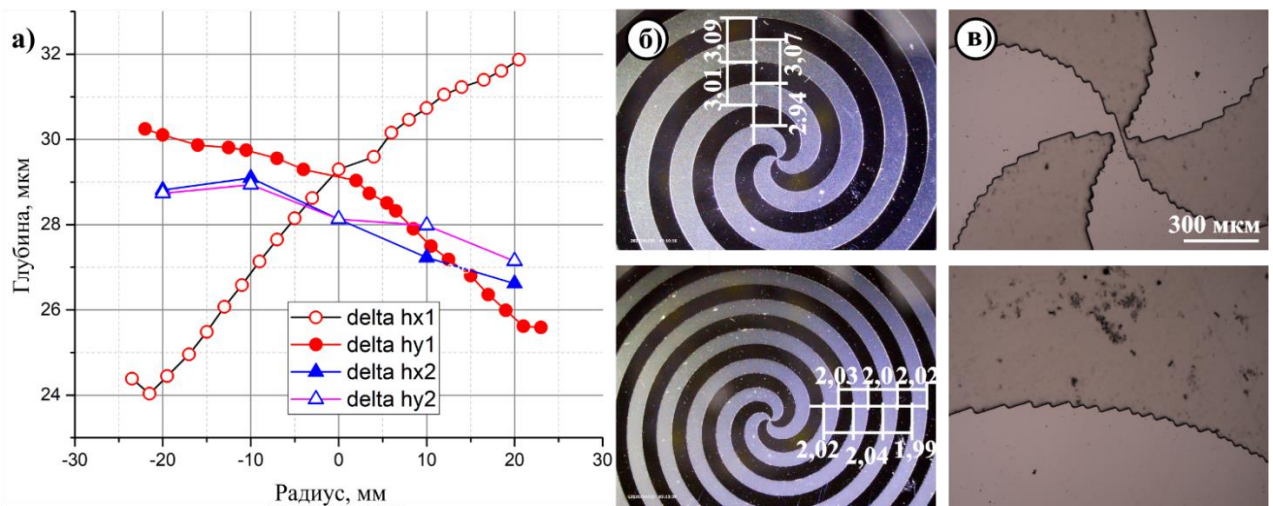 а)
32
30
28
26
24
Глубина, мкм
-30
-20
-10
0
10
20
30
Радиус, мм
delta hx1
delta hy1
delta hx2
delta hy2
б)
3,09
3,01
3,07
2.94
2,03
2,0
2,02
2,02
2,04
1,99
в)
300 мкм